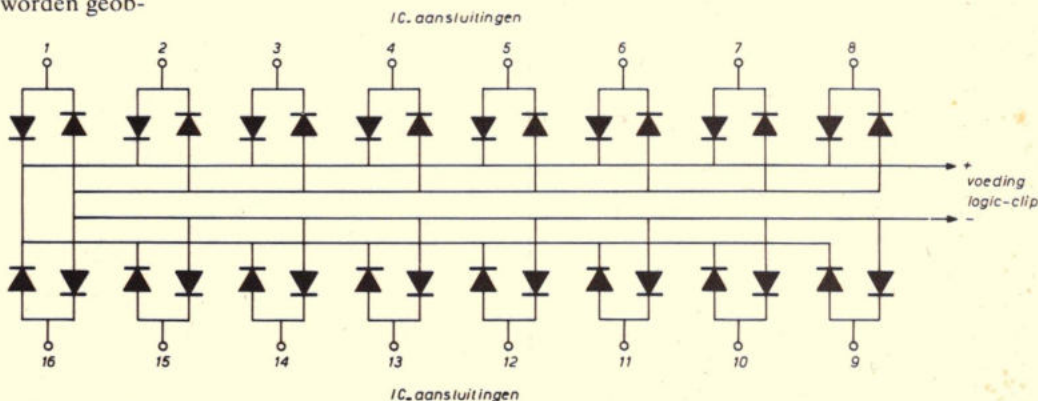 worden geob-
IC-aansluitingen
1 2 3 4 5 6 7 8
+
voeding
logic-clip
-
16 15 14 13 12 11 10 9
IC-aansluitingen